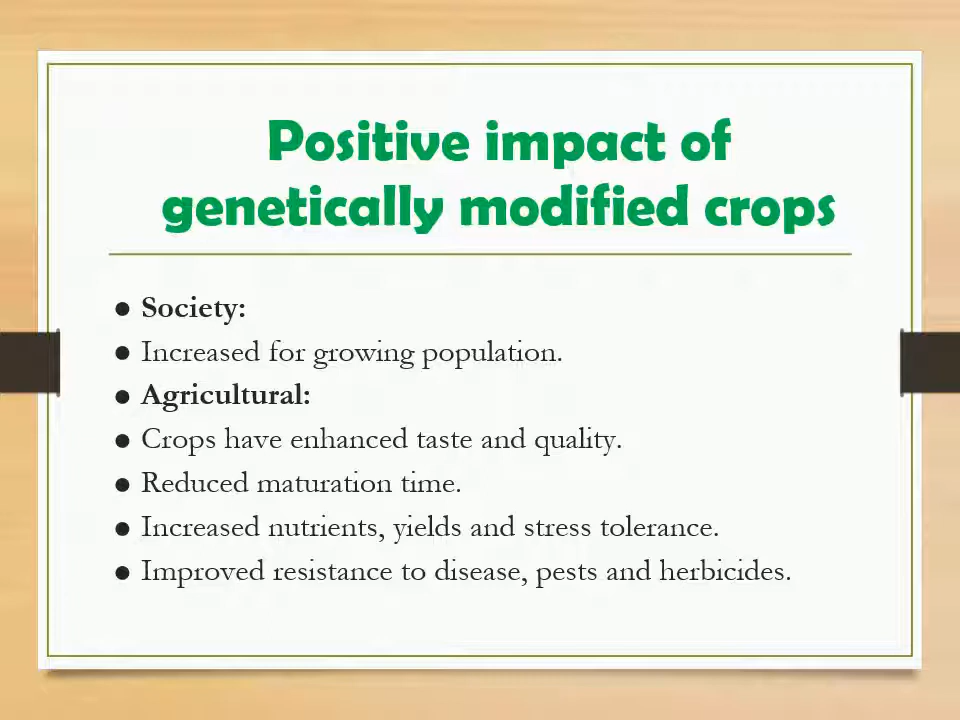 Positive impact of
genetically modified crops
● Society:
● Increased for growing population.
● Agricultural:
● Crops have enhanced taste and quality.
● Reduced maturation time.
● Increased nutrients, yields and stress tolerance.
● Improved resistance to disease, pests and herbicides.